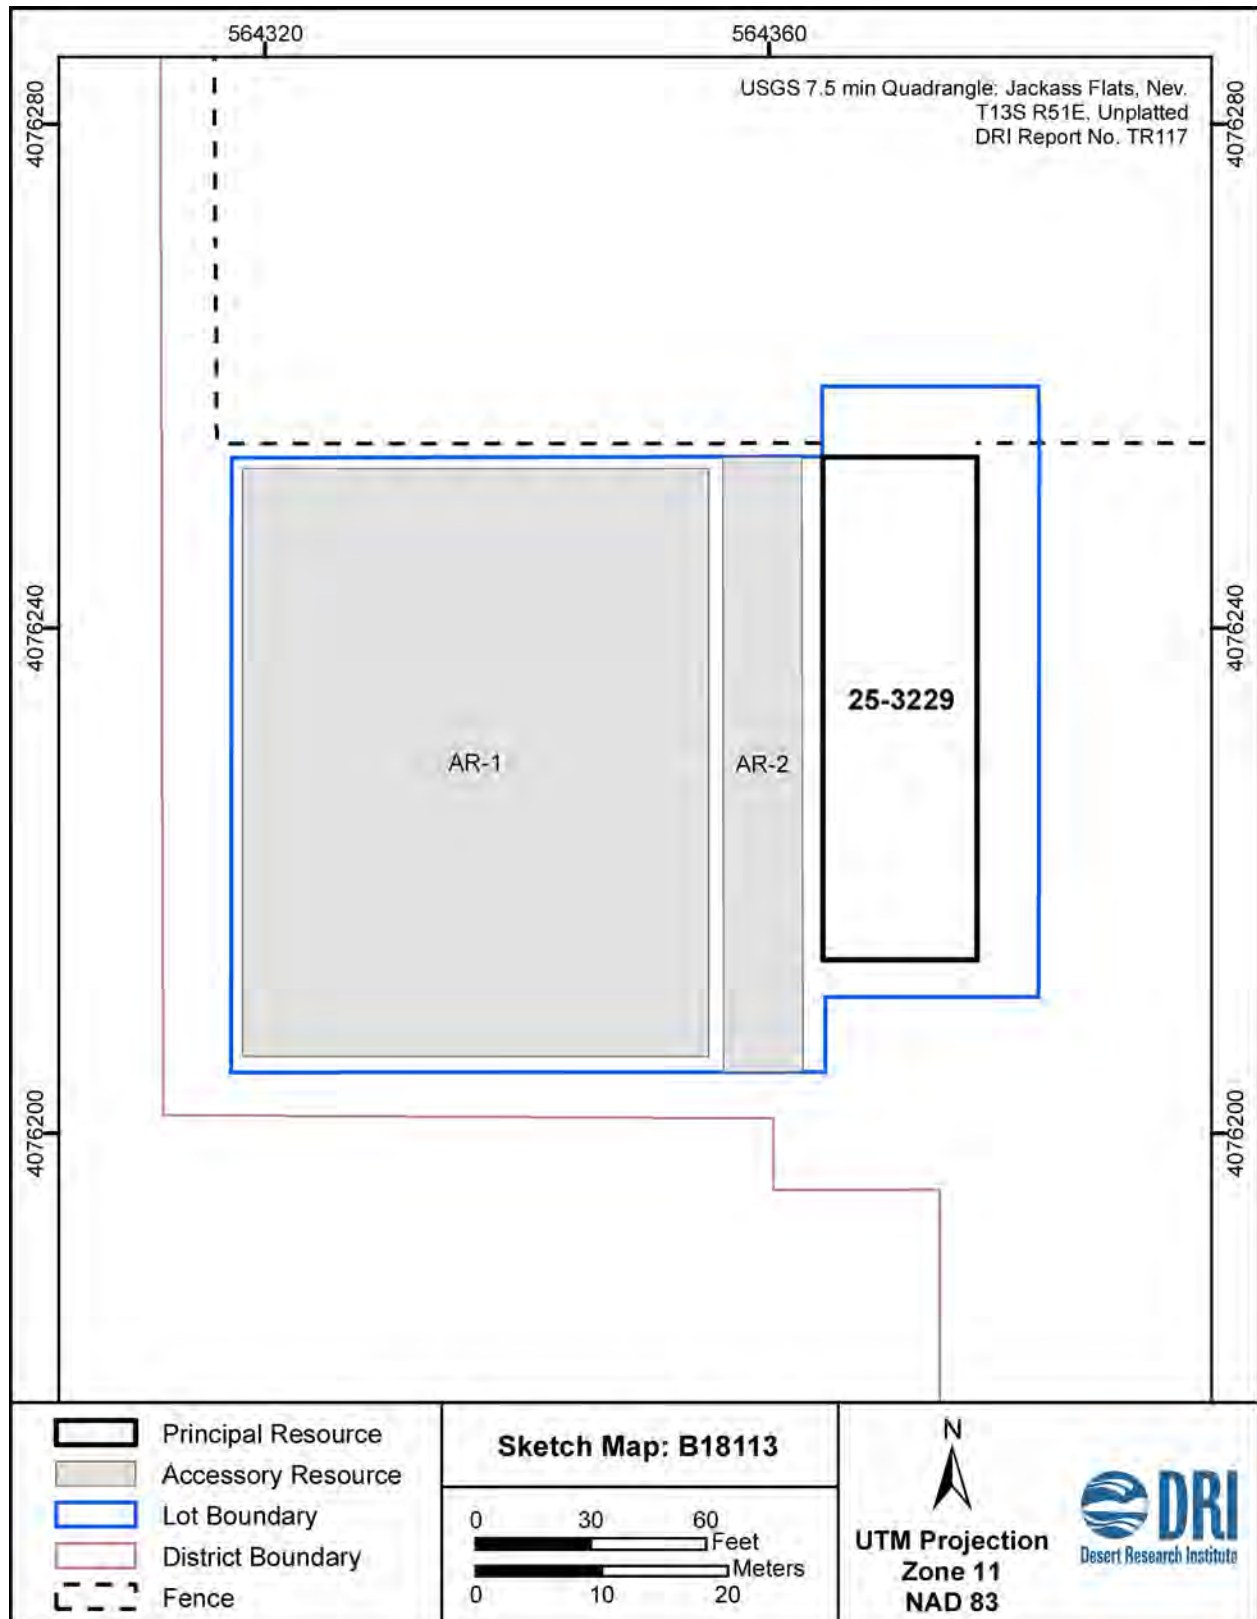 564320
564360
4076280
4076280
USGS 7.5 min Quadrangle: Jackass Flats, Nev.
T13S R51E, Unplatted
DRI Report No. TR117
4076240
4076240
25-3229
AR-1
AR-2
4076200
4076200
Principal Resource
Accessory Resource
Lot Boundary
District Boundary
Fence
Sketch Map: B18113
0 30 60
Feet
Meters
0 10 20
N
UTM Projection
Zone 11
NAD 83
DRI
Desert Research Institute